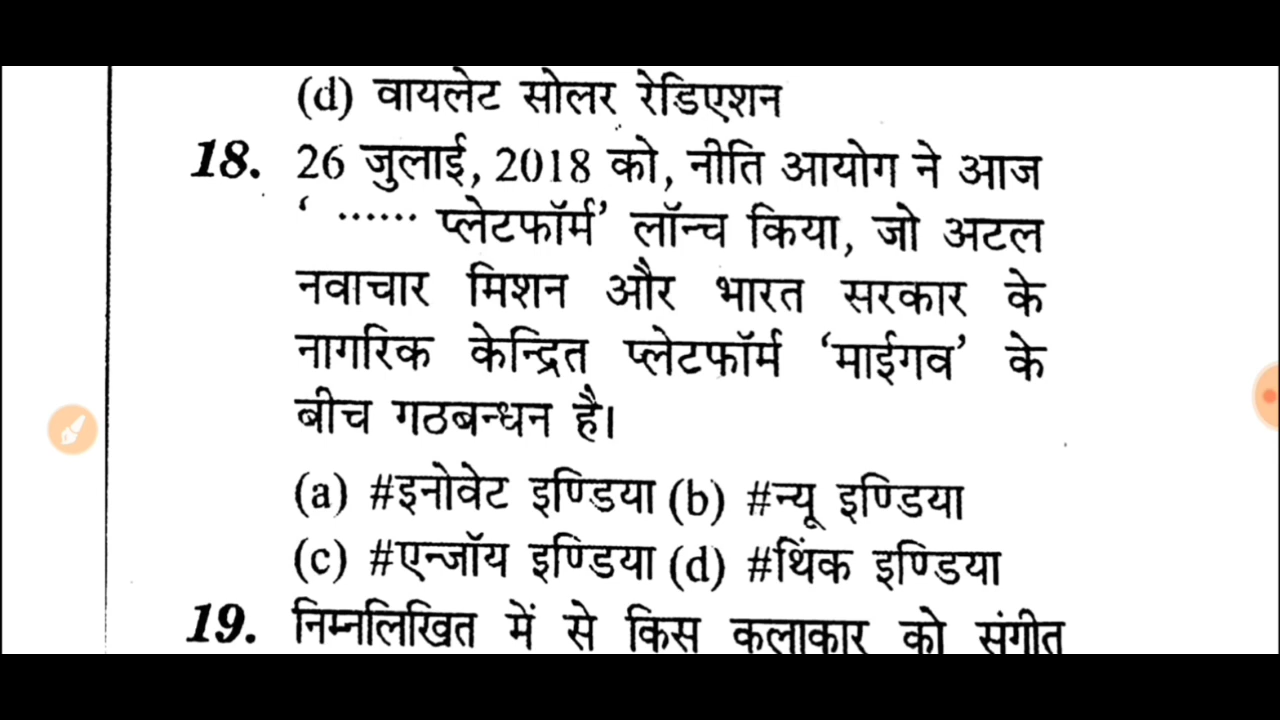 (d) वायलेट सोलर रेडिएशन
18. 26 जुलाई, 2018 को, नीति आयोग ने आज
‘ ...... प्लेटफॉर्म’ लॉन्च किया, जो अटल
नवाचार मिशन और भारत सरकार के
नागरिक केन्द्रित प्लेटफॉर्म ‘माईगव’ के
बीच गठबन्धन है।
(a) #इनोवेट इण्डिया (b) #न्यू इण्डिया
(c) #एन्जॉय इण्डिया (d) #थिंक इण्डिया
19. निम्नलिखित में से किस कलाकार को संगीत